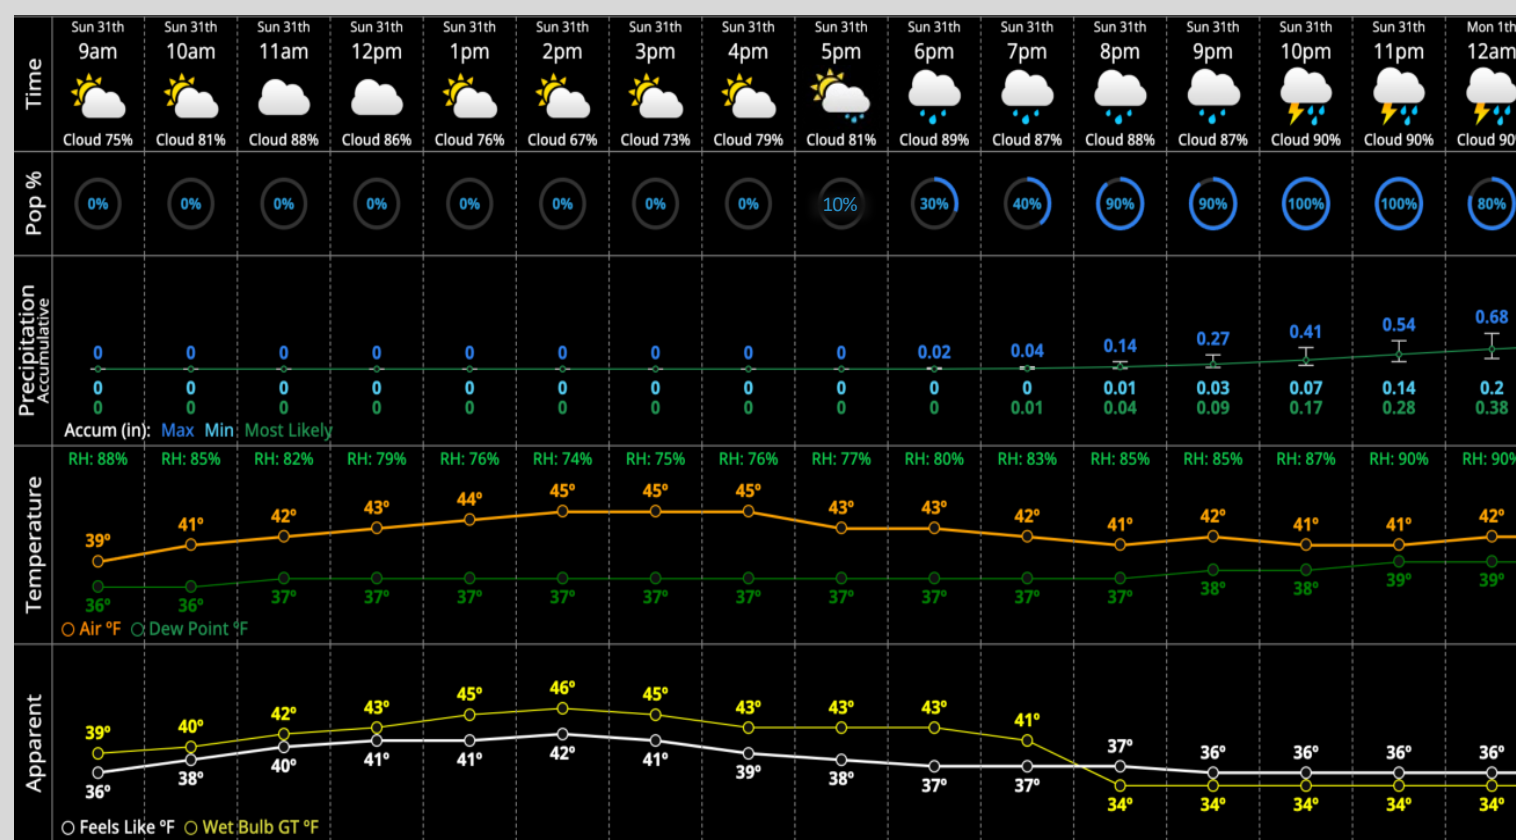 Sun 31th Sun 31th Sun 31th Sun 31th Sun 31th Sun 31th Sun 31th Sun 31th Sun 31th Sun 31th Sun 31th Sun 31th Sun 31th Sun 31th Sun 31th Mon 1th
9am 10am 11am 12pm 1pm 2pm 3pm 4pm 5pm 6pm 7pm 8pm 9pm 10pm 11pm 12am
Time
Cloud 75% Cloud 81% Cloud 88% Cloud 86% Cloud 76% Cloud 67% Cloud 73% Cloud 79% Cloud 81% Cloud 89% Cloud 87% Cloud 88% Cloud 87% Cloud 90% Cloud 90% Cloud 90%
Pop %
0% 0% 0% 0% 0% 0% 0% 0% 10% 30% 40% 90% 90% 100% 100% 80%
Precipitation
Accumulative
0 0 0 0 0 0 0 0 0 0.02 0.04 0.14 0.27 0.41 0.54 0.68
0 0 0 0 0 0 0 0 0 0 0 0.01 0.03 0.07 0.14 0.2
0 0 0 0 0 0 0 0 0 0 0.01 0.04 0.09 0.17 0.28 0.38
Accum (in): Max Min Most Likely
Temperature
RH: 88% RH: 85% RH: 82% RH: 79% RH: 76% RH: 74% RH: 75% RH: 76% RH: 77% RH: 80% RH: 83% RH: 85% RH: 85% RH: 87% RH: 90% RH: 90%
39° 41° 42° 43° 44° 45° 45° 45° 43° 43° 42° 41° 42° 41° 41° 42°
36° 36° 37° 37° 37° 37° 37° 37° 37° 37° 37° 37° 38° 38° 39° 39°
Air °F Dew Point °F
Apparent
39° 40° 42° 43° 45° 46° 45° 43° 43° 43° 41° 37° 36° 36° 36° 36°
36° 38° 40° 41° 41° 42° 41° 39° 38° 37° 37° 34° 34° 34° 34° 34°
Feels Like °F Wet Bulb GT °F